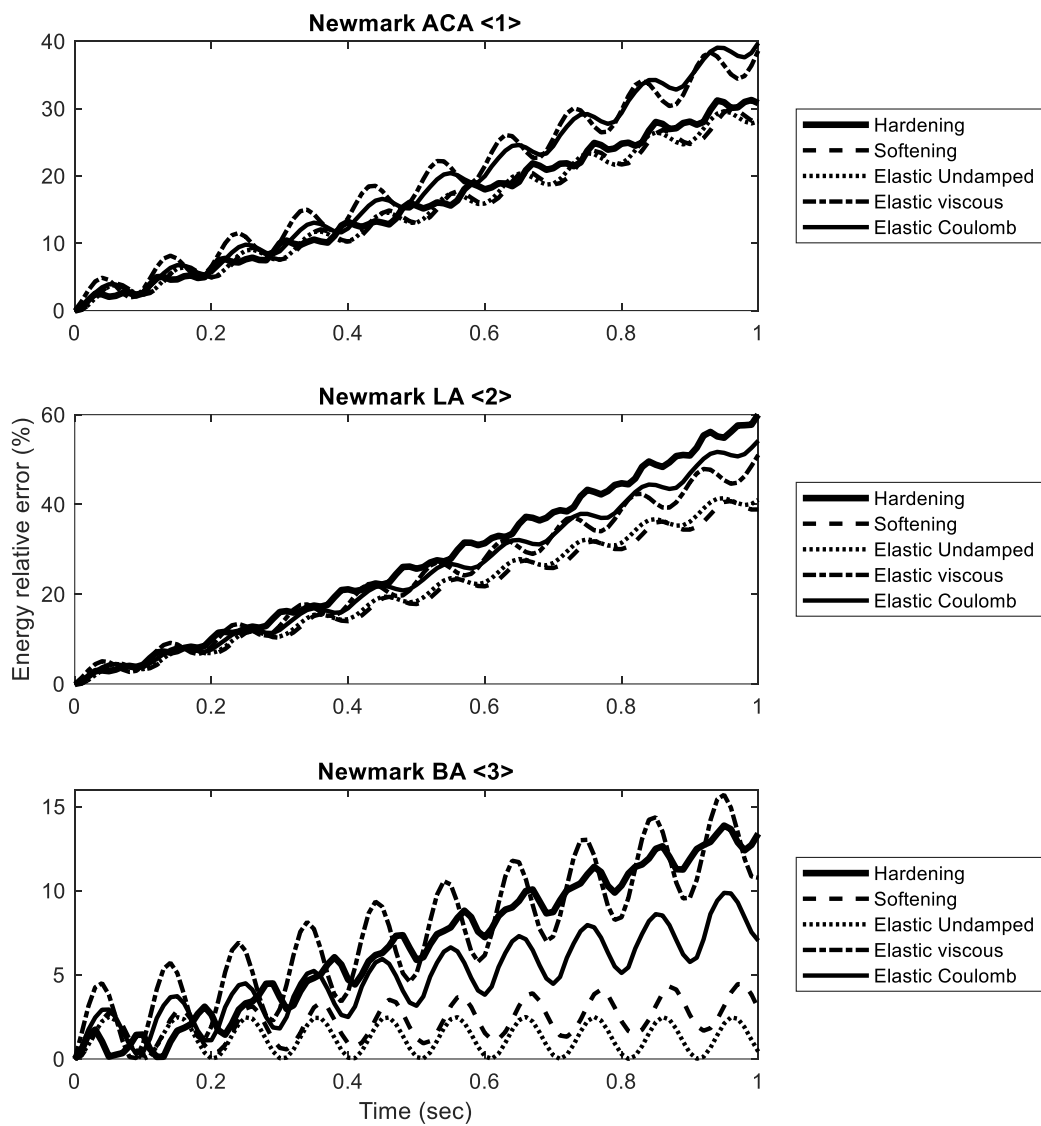 Newmark ACA <1>
40
30
20
10
0
0 0.2 0.4 0.6 0.8 1
Hardening
Softening
Elastic Undamped
Elastic viscous
Elastic Coulomb
Newmark LA <2>
Energy relative error (%)
60
40
20
0
0 0.2 0.4 0.6 0.8 1
Hardening
Softening
Elastic Undamped
Elastic viscous
Elastic Coulomb
Newmark BA <3>
15
10
5
0
0 0.2 0.4 0.6 0.8 1
Time (sec)
Hardening
Softening
Elastic Undamped
Elastic viscous
Elastic Coulomb